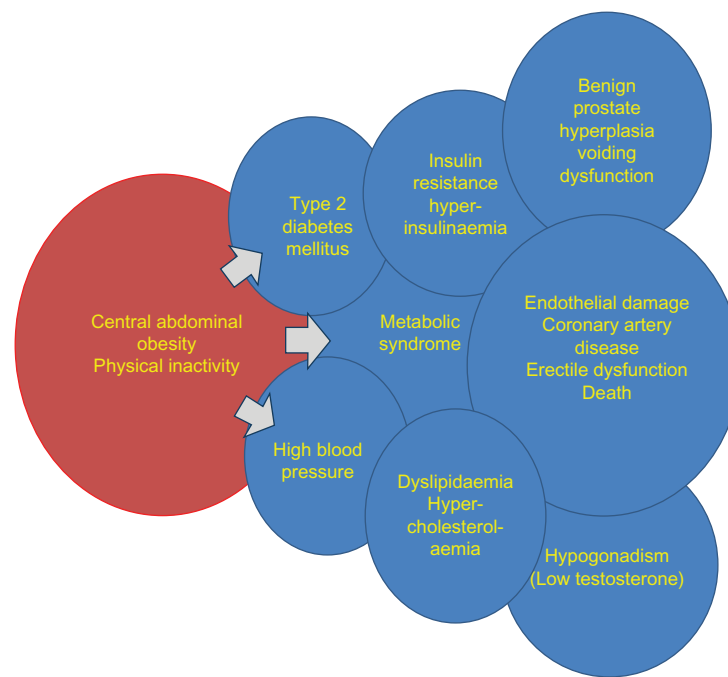 Central abdominal
obesity
Physical inactivity
Type 2
diabetes
mellitus
Insulin
resistance
hyper-
insulinaemia
Benign
prostate
hyperplasia
voiding
dysfunction
Metabolic
syndrome
Endothelial damage
Coronary artery
disease
Erectile dysfunction
Death
High blood
pressure
Dyslipidaemia
Hyper-
cholesterol-
aemia
Hypogonadism
(Low testosterone)